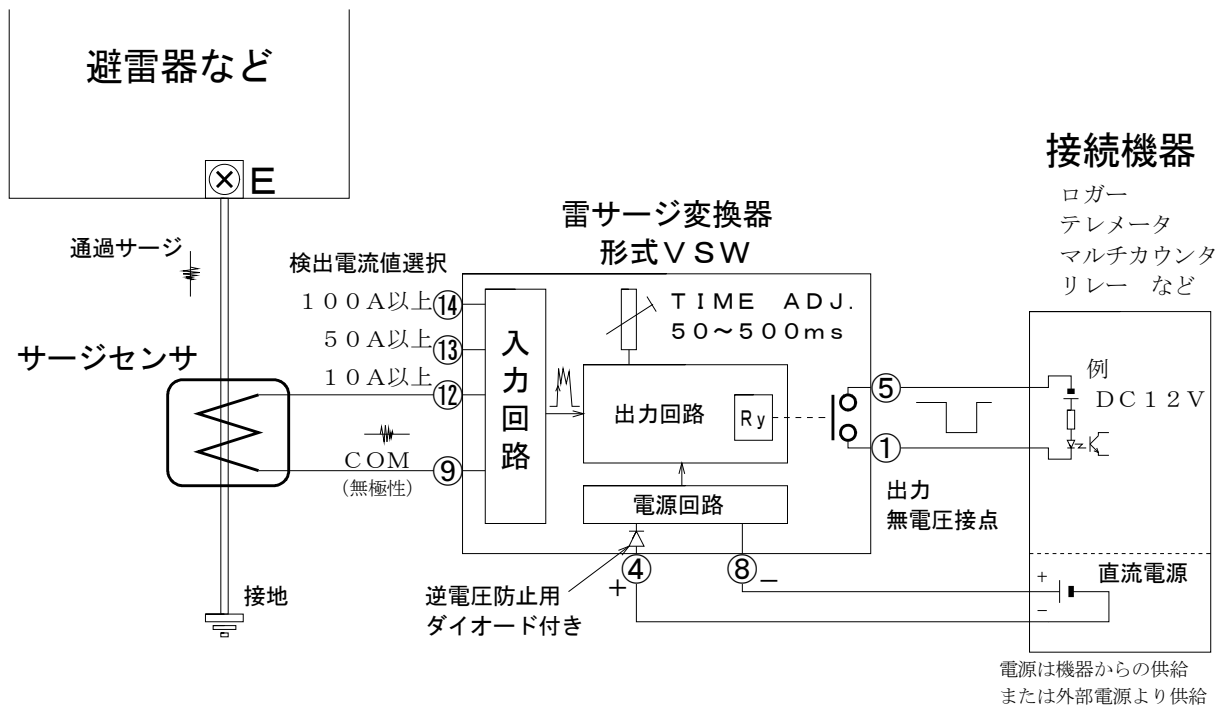 避雷器など
E
通過サージ
サージセンサ
接地
検出電流値選択
１００A以上
⑭
５０A以上
⑬
１０A以上
⑫
COM
(無極性)
⑨
雷サージ変換器
形式ＶＳＷ
入力回路
ＴＩＭＥ　ＡＤＪ.
５０～５００ms
出力回路
Ｒｙ
電源回路
⑤
①
出力
無電圧接点
④
＋
⑧
－
逆電圧防止用
ダイオード付き
接続機器
ロガー
テレメータ
マルチカウンタ
リレー　など
例
ＤＣ１２Ｖ
直流電源
+
−
電源は機器からの供給
または外部電源より供給